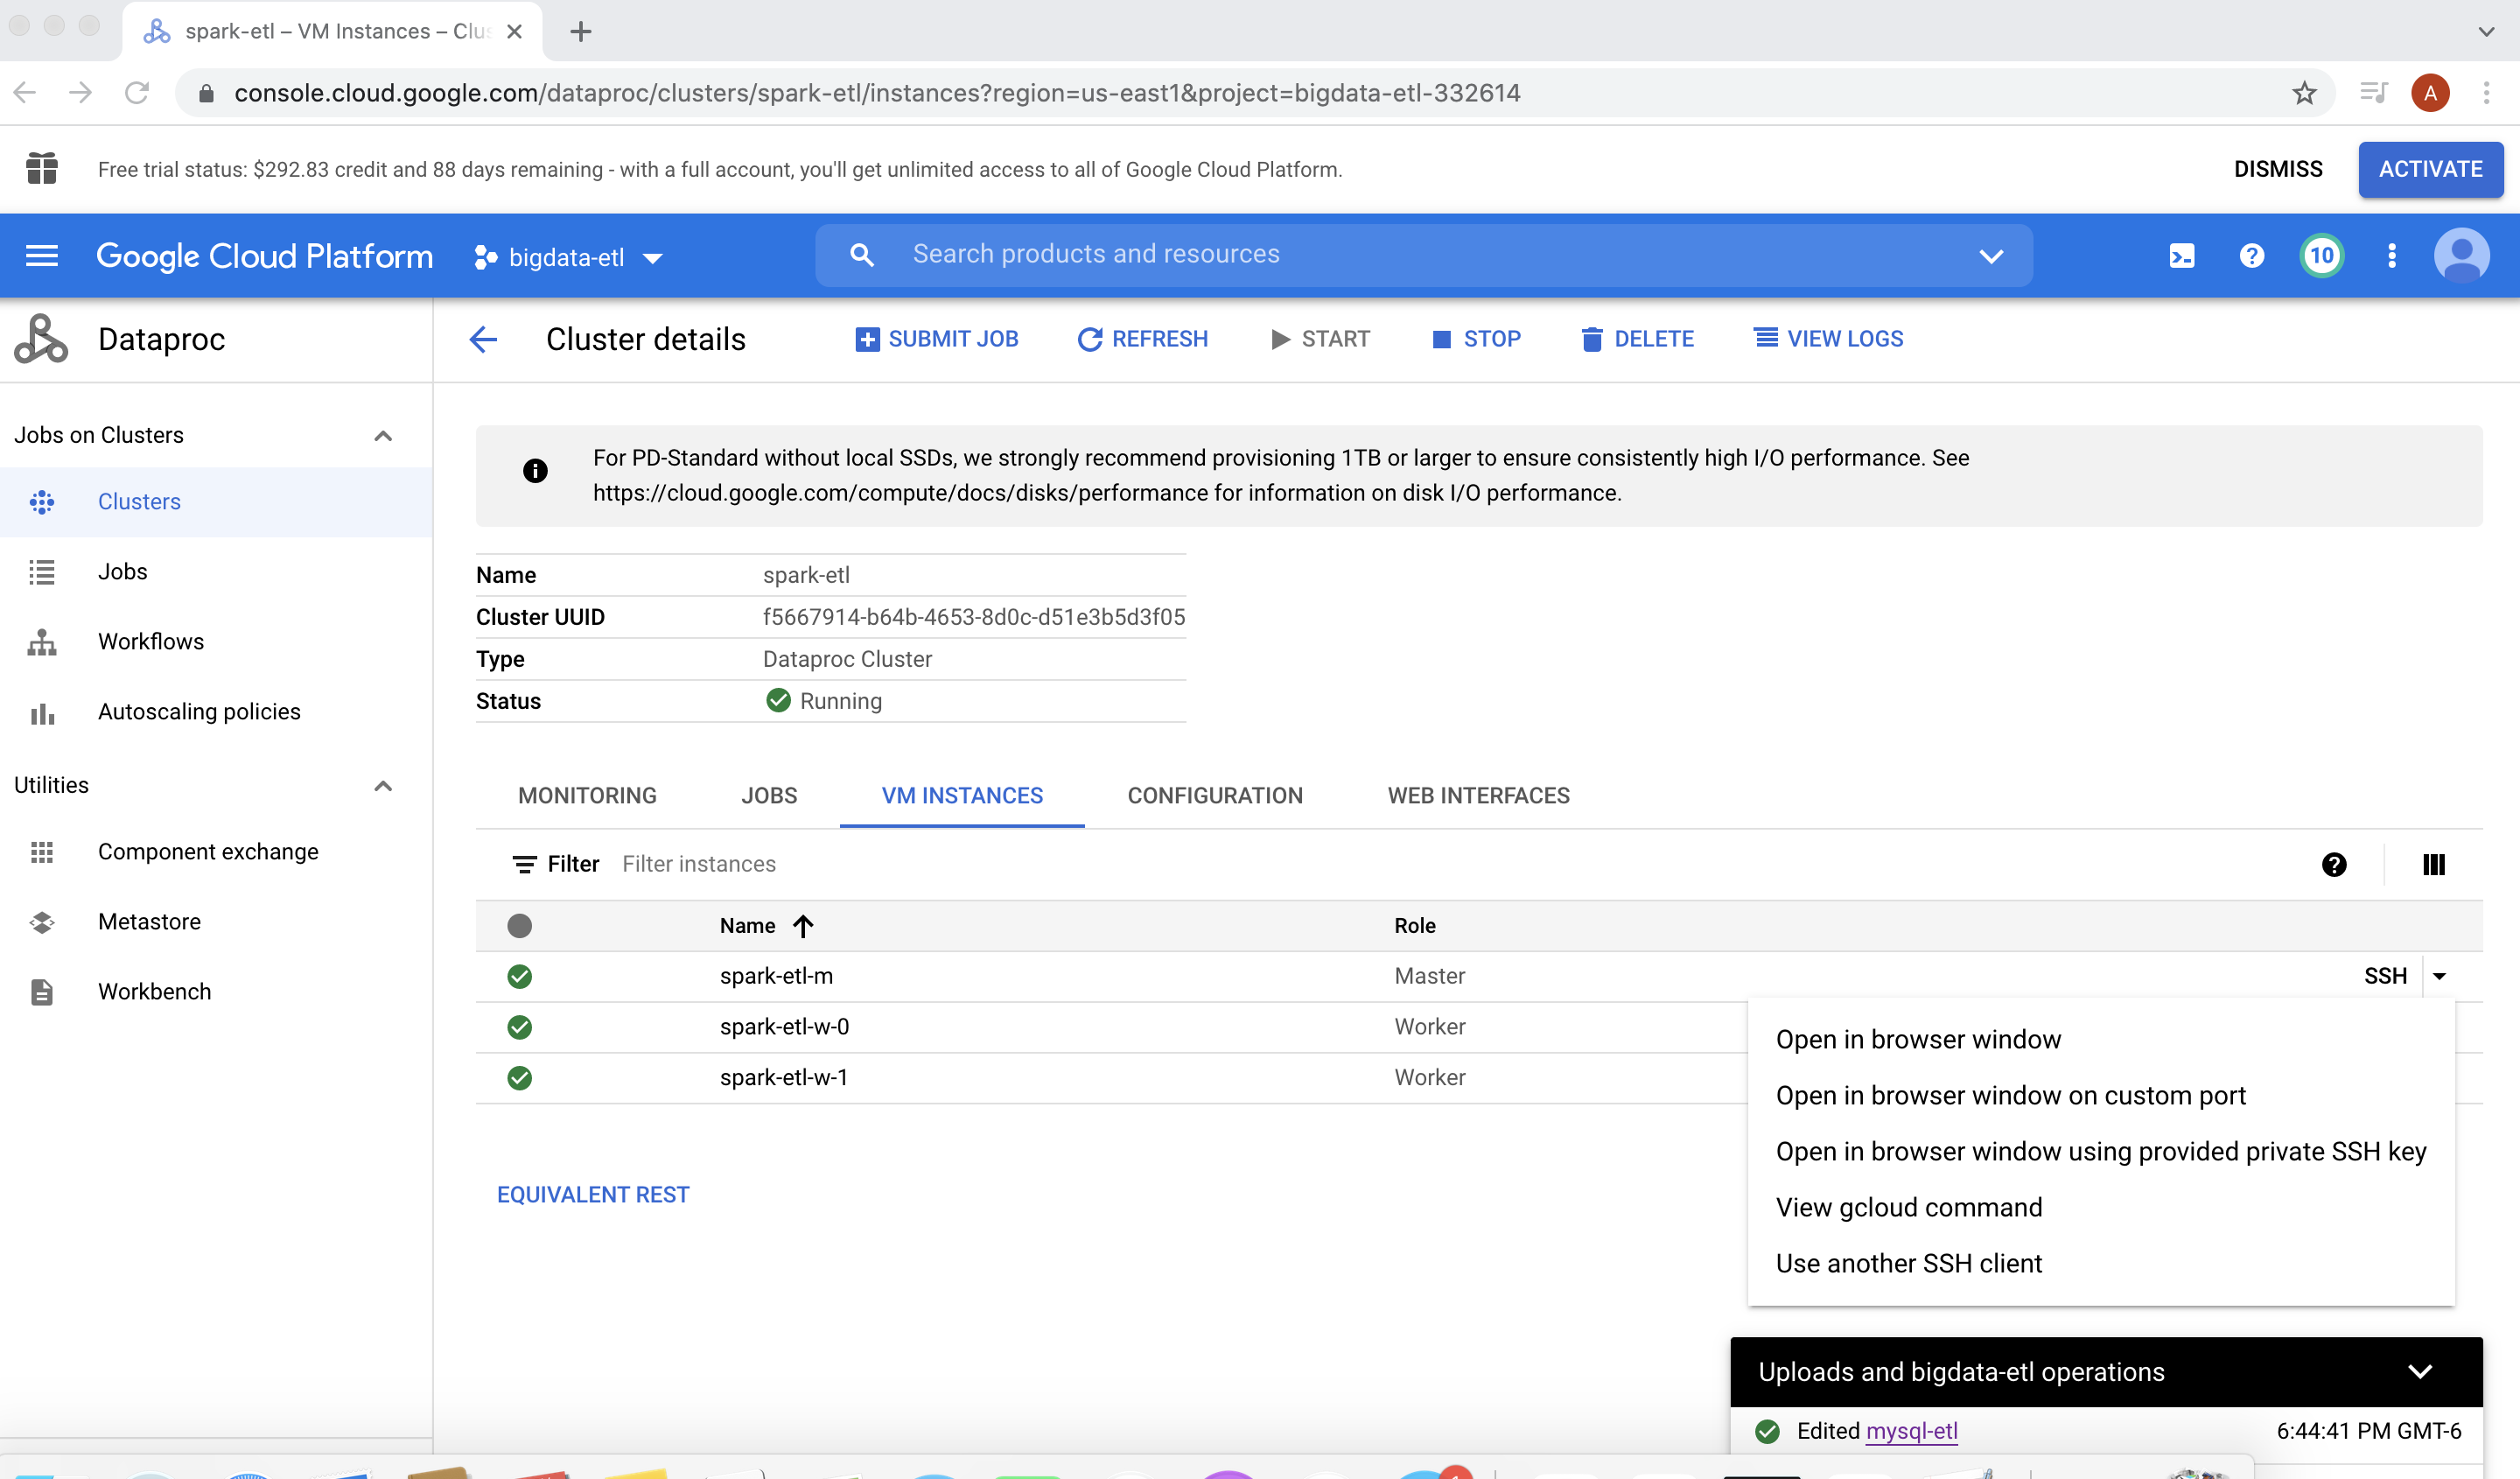 spark-etl – VM Instances – Clus
console.cloud.google.com/dataproc/clusters/spark-etl/instances?region=us-east1&project=bigdata-etl-332614
A
Free trial status: $292.83 credit and 88 days remaining - with a full account, you'll get unlimited access to all of Google Cloud Platform.
DISMISS
ACTIVATE
Google Cloud Platform
bigdata-etl
Search products and resources
10
Dataproc
Cluster details
SUBMIT JOB
REFRESH
START
STOP
DELETE
VIEW LOGS
Jobs on Clusters
Clusters
Jobs
Workflows
Autoscaling policies
Utilities
Component exchange
Metastore
Workbench
For PD-Standard without local SSDs, we strongly recommend provisioning 1TB or larger to ensure consistently high I/O performance. See
https://cloud.google.com/compute/docs/disks/performance for information on disk I/O performance.
Name spark-etl
Cluster UUID f5667914-b64b-4653-8d0c-d51e3b5d3f05
Type Dataproc Cluster
Status Running
MONITORING
JOBS
VM INSTANCES
CONFIGURATION
WEB INTERFACES
Filter Filter instances
Name Role
spark-etl-m Master SSH
spark-etl-w-0 Worker
spark-etl-w-1 Worker
Open in browser window
Open in browser window on custom port
Open in browser window using provided private SSH key
View gcloud command
Use another SSH client
EQUIVALENT REST
Uploads and bigdata-etl operations
Edited mysql-etl 6:44:41 PM GMT-6